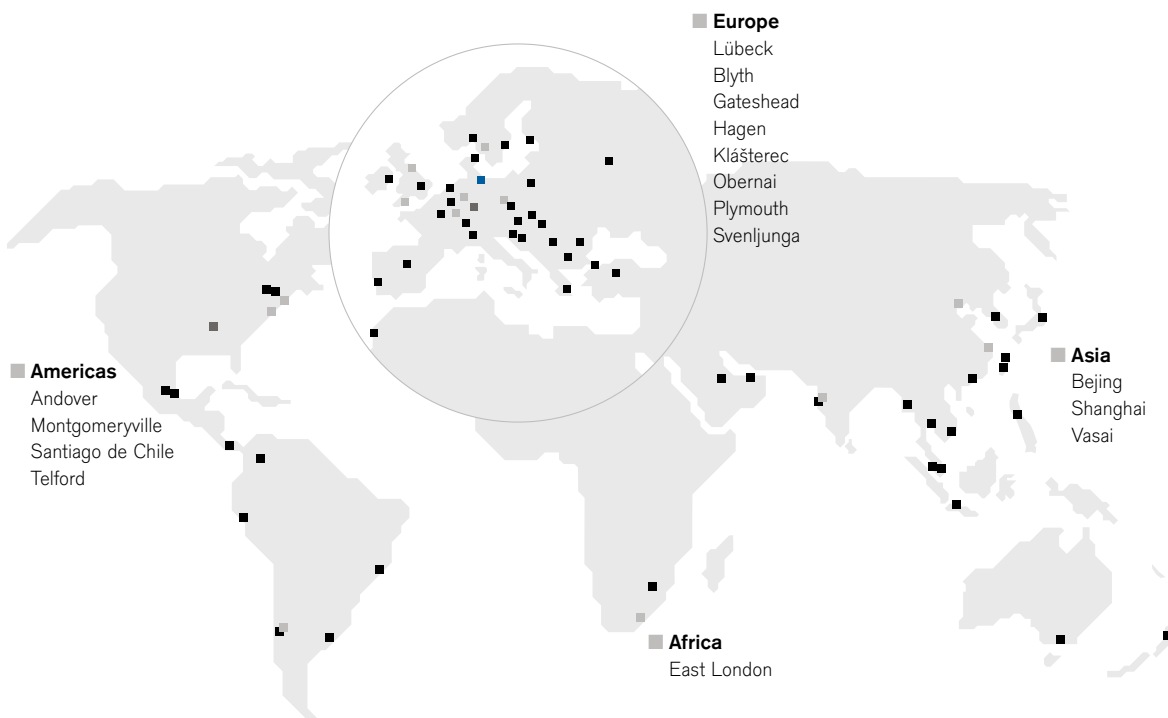 Europe
Lübeck
Blyth
Gateshead
Hagen
Klášterec
Obernai
Plymouth
Svenljunga
Americas
Andover
Montgomeryville
Santiago de Chile
Telford
Asia
Bejing
Shanghai
Vasai
Africa
East London